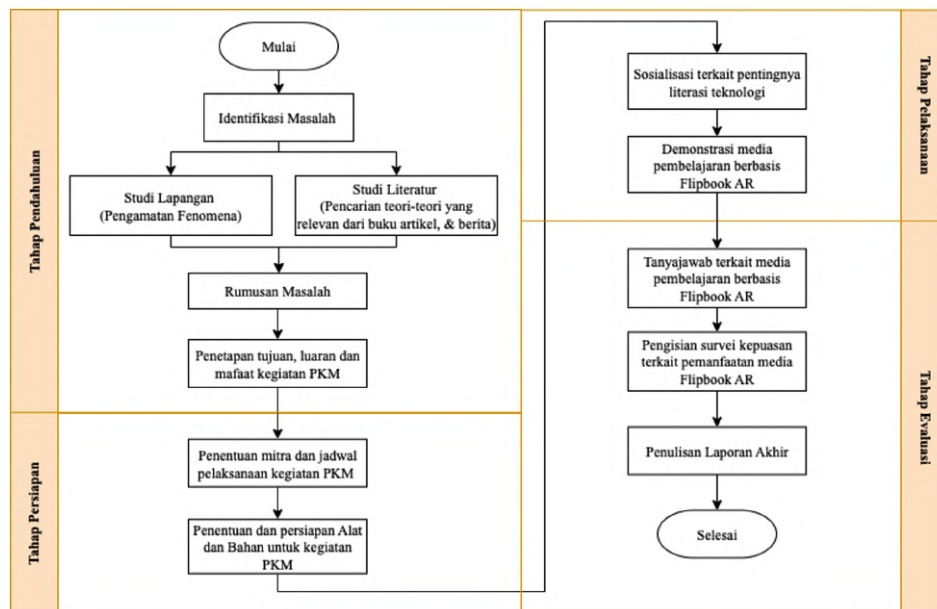 Tahap Pendahuluan
Mulai
Identifikasi Masalah
Studi Lapangan
(Pengamatan Fenomena)
Studi Literatur
(Pencarian teori-teori yang
relevan dari buku artikel, & berita)
Rumusan Masalah
Penetapan tujuan, luaran dan
mafaat kegiatan PKM
Tahap Persiapan
Penentuan mitra dan jadwal
pelaksanaan kegiatan PKM
Penentuan dan persiapan Alat
dan Bahan untuk kegiatan
PKM
Tahap Pelaksanaan
Sosialisasi terkait pentingnya
literasi teknologi
Demonstrasi media
pembelajaran berbasis
Flipbook AR
Tahap Evaluasi
Tanyajawab terkait media
pembelajaran berbasis
Flipbook AR
Pengisian survei kepuasan
terkait pemanfaatan media
Flipbook AR
Penulisan Laporan Akhir
Selesai